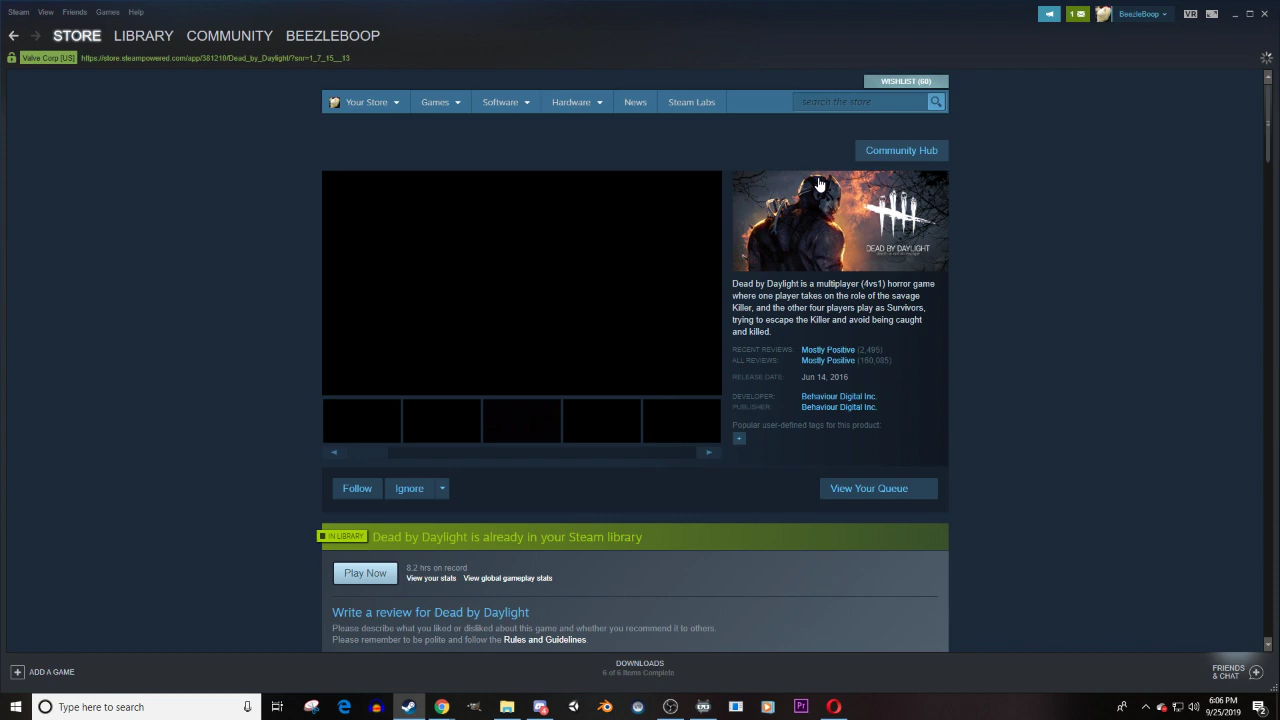 Steam View Friends Games Help
1
BeezleBoop
VR
STORE LIBRARY COMMUNITY BEEZLEBOOP
Valve Corp [US] https://store.steampowered.com/app/381210/Dead_by_Daylight/?snr=1_7_15__13
WISHLIST (60)
Your Store Games Software Hardware News Steam Labs search the store
Community Hub
DEAD BY DAYLIGHT
Dead by Daylight is a multiplayer (4vs1) horror game
where one player takes on the role of the savage
Killer, and the other four players play as Survivors,
trying to escape the Killer and avoid being caught
and killed.
RECENT REVIEWS: Mostly Positive (2,495)
ALL REVIEWS: Mostly Positive (160,085)
RELEASE DATE: Jun 14, 2016
DEVELOPER: Behaviour Digital Inc.
PUBLISHER: Behaviour Digital Inc.
Popular user-defined tags for this product:
+
Follow Ignore View Your Queue
IN LIBRARY Dead by Daylight is already in your Steam library
Play Now
8.2 hrs on record
View your stats View global gameplay stats
Write a review for Dead by Daylight
Please describe what you liked or disliked about this game and whether you recommend it to others.
Please remember to be polite and follow the Rules and Guidelines.
ADD A GAME
DOWNLOADS
6 of 6 Items Complete
FRIENDS
& CHAT
Type here to search
Pr
6:06 PM
9/25/2019